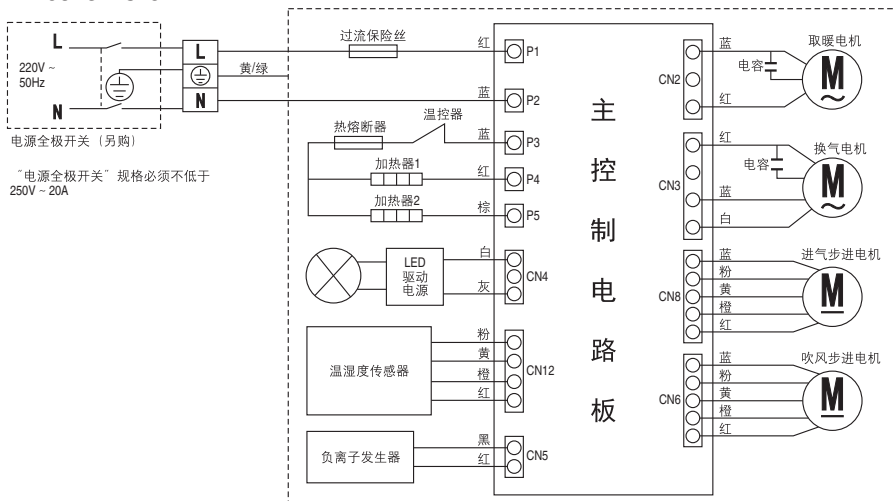 L
220V ~
50Hz
N
电源全极开关（另购）
“电源全极开关”规格必须不低于
250V ~ 20A
L
N
黄/绿
过流保险丝
红
P1
蓝
P2
热熔断器
温控器
蓝
P3
加热器1
红
P4
加热器2
棕
P5
LED
驱动
电源
白
灰
CN4
温湿度传感器
粉
黄
橙
红
CN12
负离子发生器
黑
红
CN5
主
控
制
电
路
板
CN2
蓝
红
电容
取暖电机
M
CN3
红
蓝
白
电容
换气电机
M
CN8
蓝
粉
黄
橙
红
进气步进电机
M
CN6
蓝
粉
黄
橙
红
吹风步进电机
M